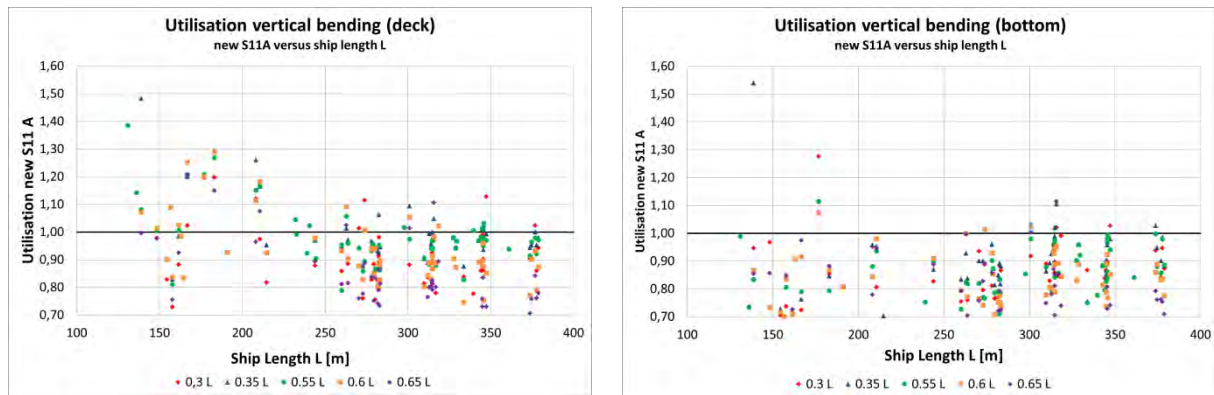 Utilisation vertical bending (deck)
new S11A versus ship length L
Utilisation new S11 A
1,60
1,50
1,40
1,30
1,20
1,10
1,00
0,90
0,80
0,70
100 150 200 250 300 350 400
Ship Length L [m]
0,3 L 0.35 L 0.55 L 0.6 L 0.65 L
Utilisation vertical bending (bottom)
new S11A versus ship length L
Utilisation new S11 A
1,60
1,50
1,40
1,30
1,20
1,10
1,00
0,90
0,80
0,70
100 150 200 250 300 350 400
Ship Length L [m]
0.3 L 0.35 L 0.55 L 0.6 L 0.65 L